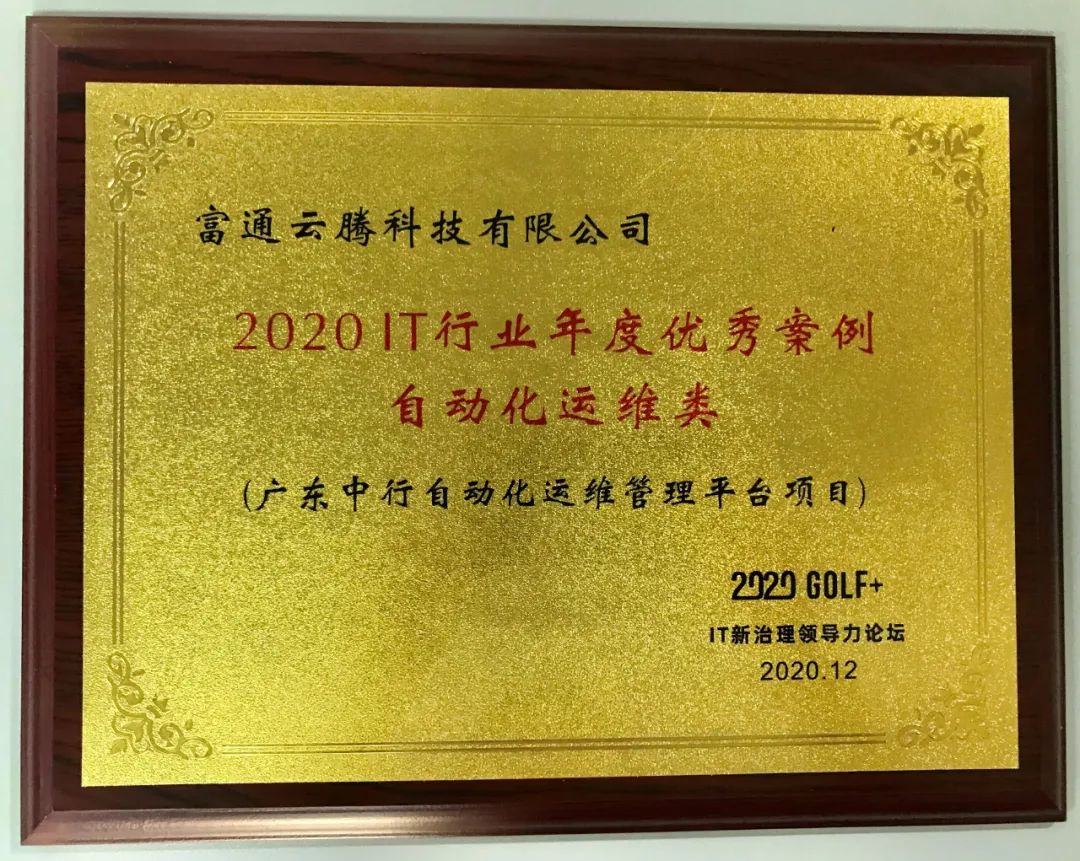 富通云腾科技有限公司
2020 IT行业年度优秀案例
自动化运维类
(广东中行自动化运维管理平台项目)
2020 GOLF+
IT新治理领导力论坛
2020.12